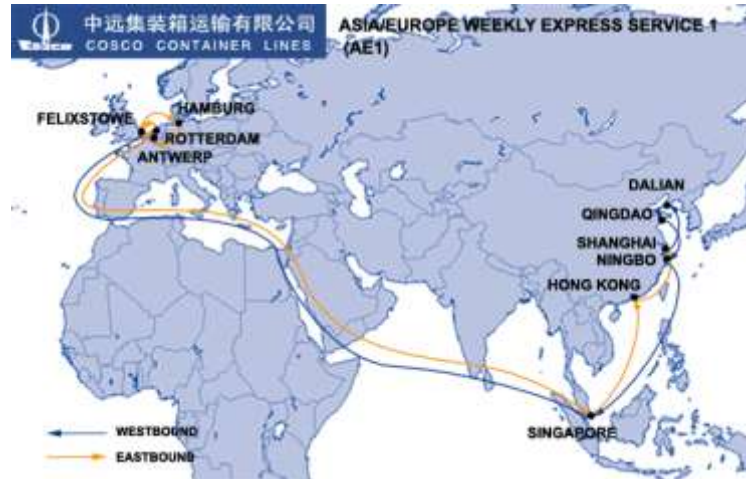 中远集装箱运输有限公司
COSCO
COSCO CONTAINER LINES
ASIA/EUROPE WEEKLY EXPRESS SERVICE 1
(AE1)
HAMBURG
FELIXSTOWE
ROTTERDAM
ANTWERP
DALIAN
QINGDAO
SHANGHAI
NINGBO
HONG KONG
SINGAPORE
WESTBOUND
EASTBOUND